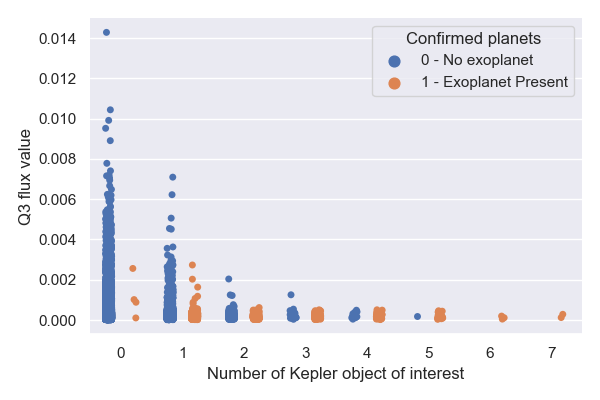 0.014
0.012
0.010
0.008
0.006
0.004
0.002
0.000
Q3 flux value
Confirmed planets
0 - No exoplanet
1 - Exoplanet Present
0 1 2 3 4 5 6 7
Number of Kepler object of interest